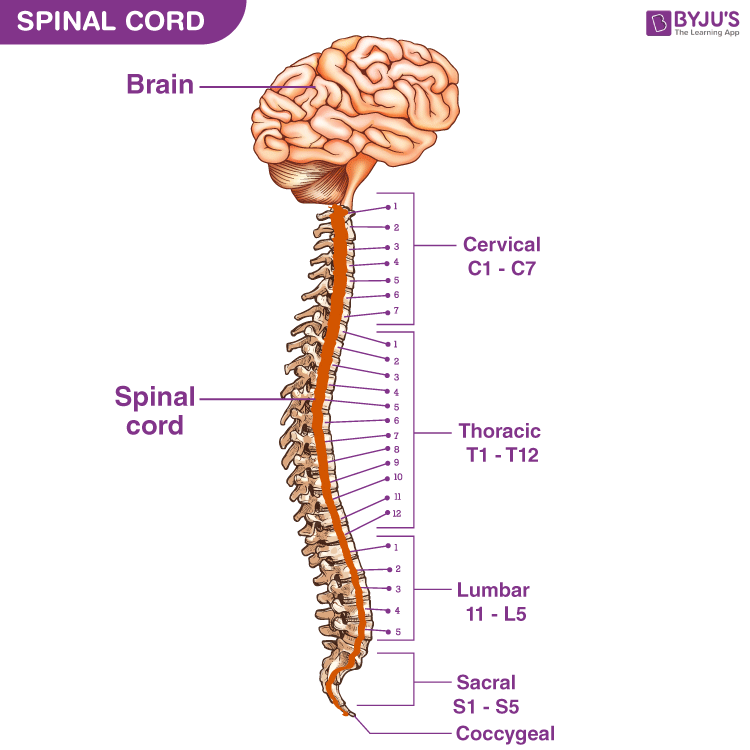 SPINAL CORD
BYJU'S
The Learning App
Brain
1
2
3
4
5
6
7
Cervical
C1 - C7
1
2
3
4
5
6
7
8
9
10
11
12
Spinal
cord
Thoracic
T1 - T12
1
2
3
4
5
Lumbar
11 - L5
Sacral
S1 - S5
Coccygeal